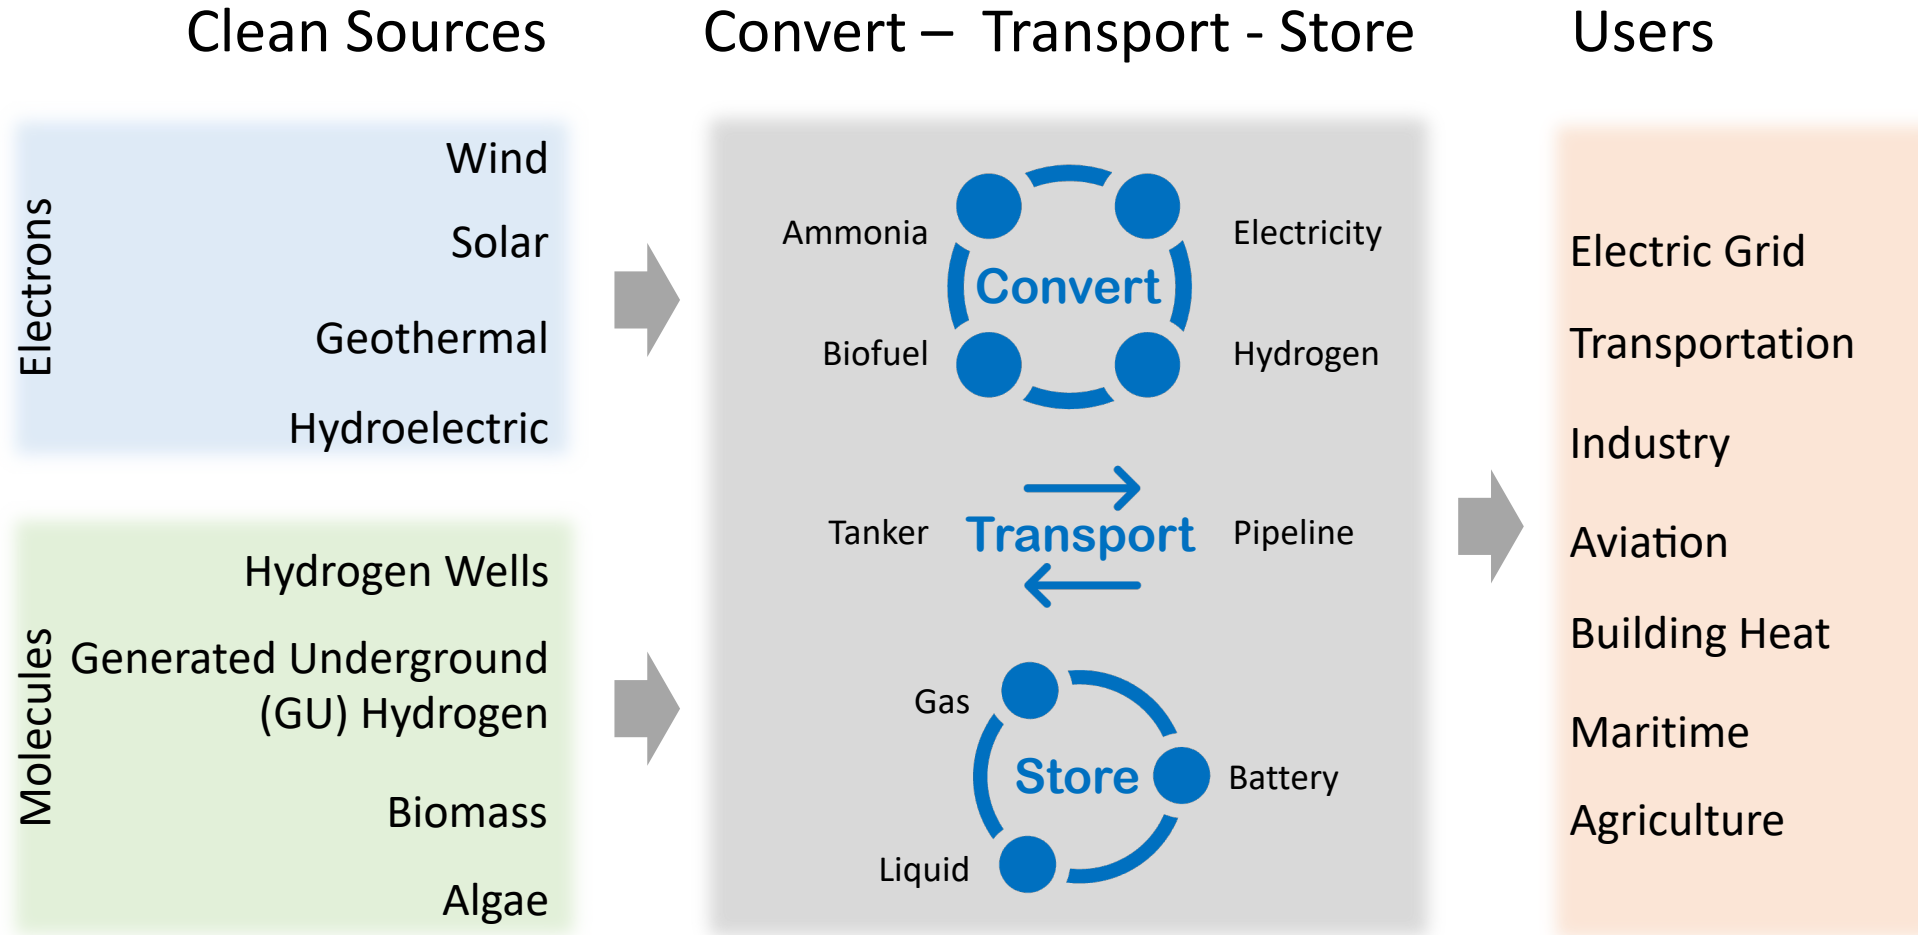 Clean Sources
Convert –  Transport - Store
Users
Electrons
Wind
Solar
Geothermal
Hydroelectric
Molecules
Hydrogen Wells
Generated Underground
(GU) Hydrogen
Biomass
Algae
Ammonia
Electricity
Convert
Biofuel
Hydrogen
Tanker
Transport
Pipeline
Gas
Store
Battery
Liquid
Electric Grid
Transportation
Industry
Aviation
Building Heat
Maritime
Agriculture